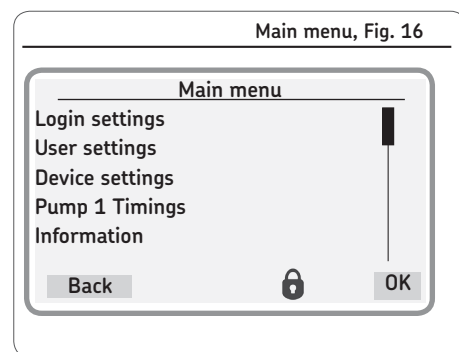 Main menu, Fig. 16
Main menu
Login settings
User settings
Device settings
Pump 1 Timings
Information
Back OK